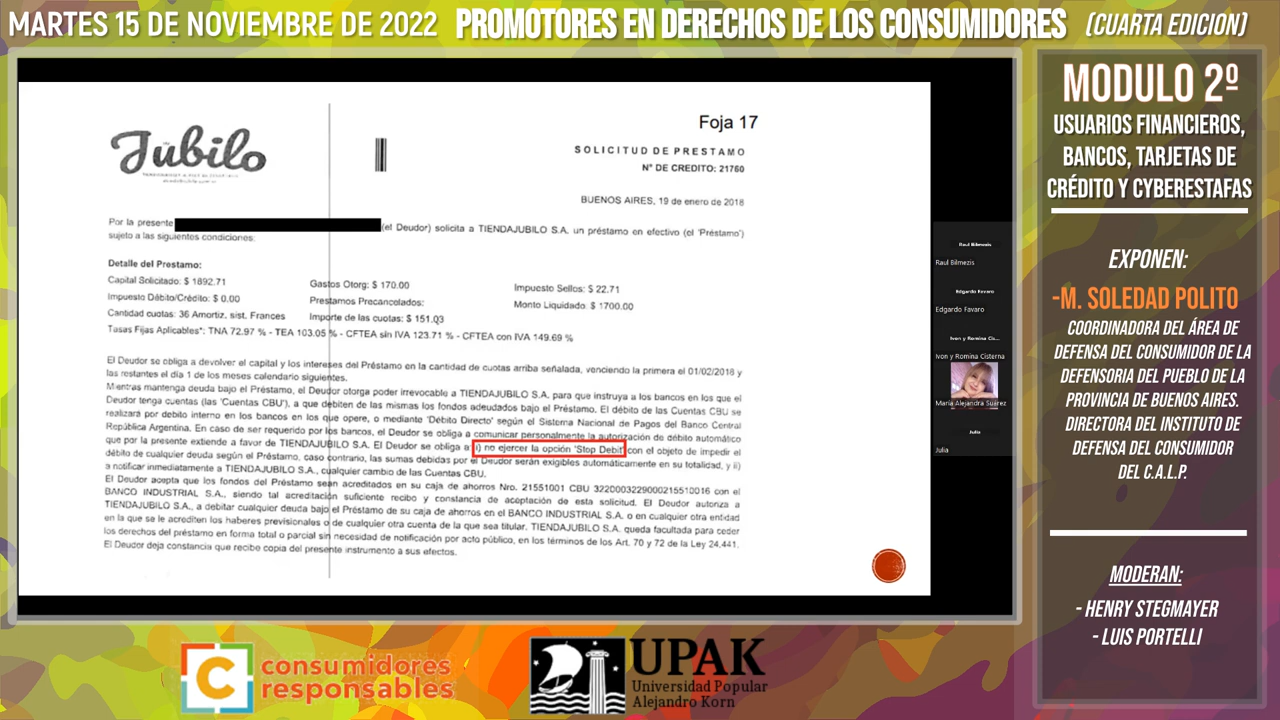 MARTES 15 DE NOVIEMBRE DE 2022 PROMOTORES EN DERECHOS DE LOS CONSUMIDORES (CUARTA EDICION)
Foja 17
Jubilo
SOLICITUD DE PRESTAMO
N° DE CREDITO: 21760
BUENOS AIRES, 19 de enero de 2018
Por la presente (el Deudor) solicita a TIENDAJUBILO S.A. un préstamo en efectivo (el 'Préstamo')
sujeto a las siguientes condiciones:
Detalle del Prestamo:
Capital Solicitado: $ 1892.71 Gastos Otorg: $ 170.00 Impuesto Sellos: $ 22.71
Impuesto Débito/Crédito: $ 0.00 Prestamos Precancelados: Monto Liquidado: $ 1700.00
Cantidad cuotas: 36 Amortiz. sist. Frances Importe de las cuotas: $ 151.03
Tasas Fijas Aplicables*: TNA 72.97 % - TEA 103.05 % - CFTEA sin IVA 123.71 % - CFTEA con IVA 149.69 %
El Deudor se obliga a devolver el capital y los intereses del Préstamo en la cantidad de cuotas arriba señalada, venciendo la primera el 01/02/2018 y
las restantes el día 1 de los meses calendario siguientes.
Mientras mantenga deuda bajo el Préstamo, el Deudor otorga poder irrevocable a TIENDAJUBILO S.A. para que instruya a los bancos en los que el
Deudor tenga cuentas (las 'Cuentas CBU'), a que debiten de las mismas los fondos adeudados bajo el Préstamo. El débito de las Cuentas CBU se
realizará por debito interno en los bancos en los que opere, o mediante 'Débito Directo' según el Sistema Nacional de Pagos del Banco Central
República Argentina. En caso de ser requerido por los bancos, el Deudor se obliga a comunicar personalmente la autorización de débito automático
que por la presente extiende a favor de TIENDAJUBILO S.A. El Deudor se obliga a: i) no ejercer la opción 'Stop Debit' con el objeto de impedir el
débito de cualquier deuda según el Préstamo, caso contrario, las sumas debidas por el Deudor serán exigibles automáticamente en su totalidad, y ii)
a notificar inmediatamente a TIENDAJUBILO S.A., cualquier cambio de las Cuentas CBU.
El Deudor acepta que los fondos del Préstamo sean acreditados en su caja de ahorros Nro. 21551001 CBU 3220003229000215510016 con el
BANCO INDUSTRIAL S.A., siendo tal acreditación suficiente recibo y constancia de aceptación de esta solicitud. El Deudor autoriza a
TIENDAJUBILO S.A., a debitar cualquier deuda bajo el Préstamo de su caja de ahorros en el BANCO INDUSTRIAL S.A. o en cualquier otra entidad
en la que se le acrediten los haberes previsionales o de cualquier otra cuenta de la que sea titular. TIENDAJUBILO S.A. queda facultada para ceder
los derechos del préstamo en forma total o parcial sin necesidad de notificación por acto público, en los términos de los Art. 70 y 72 de la Ley 24,441.
El Deudor deja constancia que recibe copia del presente instrumento a sus efectos.
Raul Bilmezis
Raul Bilmezis
Edgardo Favaro
Edgardo Favaro
Ivon y Romina Cis...
Ivon y Romina Cisterna
María Alejandra Suárez
Julia
Julia
MODULO 2º
USUARIOS FINANCIEROS,
BANCOS, TARJETAS DE
CRÉDITO Y CYBERESTAFAS
EXPONEN:
-M. SOLEDAD POLITO
COORDINADORA DEL ÁREA DE
DEFENSA DEL CONSUMIDOR DE LA
DEFENSORIA DEL PUEBLO DE LA
PROVINCIA DE BUENOS AIRES.
DIRECTORA DEL INSTITUTO DE
DEFENSA DEL CONSUMIDOR
DEL C.A.L.P.
MODERAN:
- HENRY STEGMAYER
- LUIS PORTELLI
consumidores
responsables
UPAK
Universidad Popular
Alejandro Korn